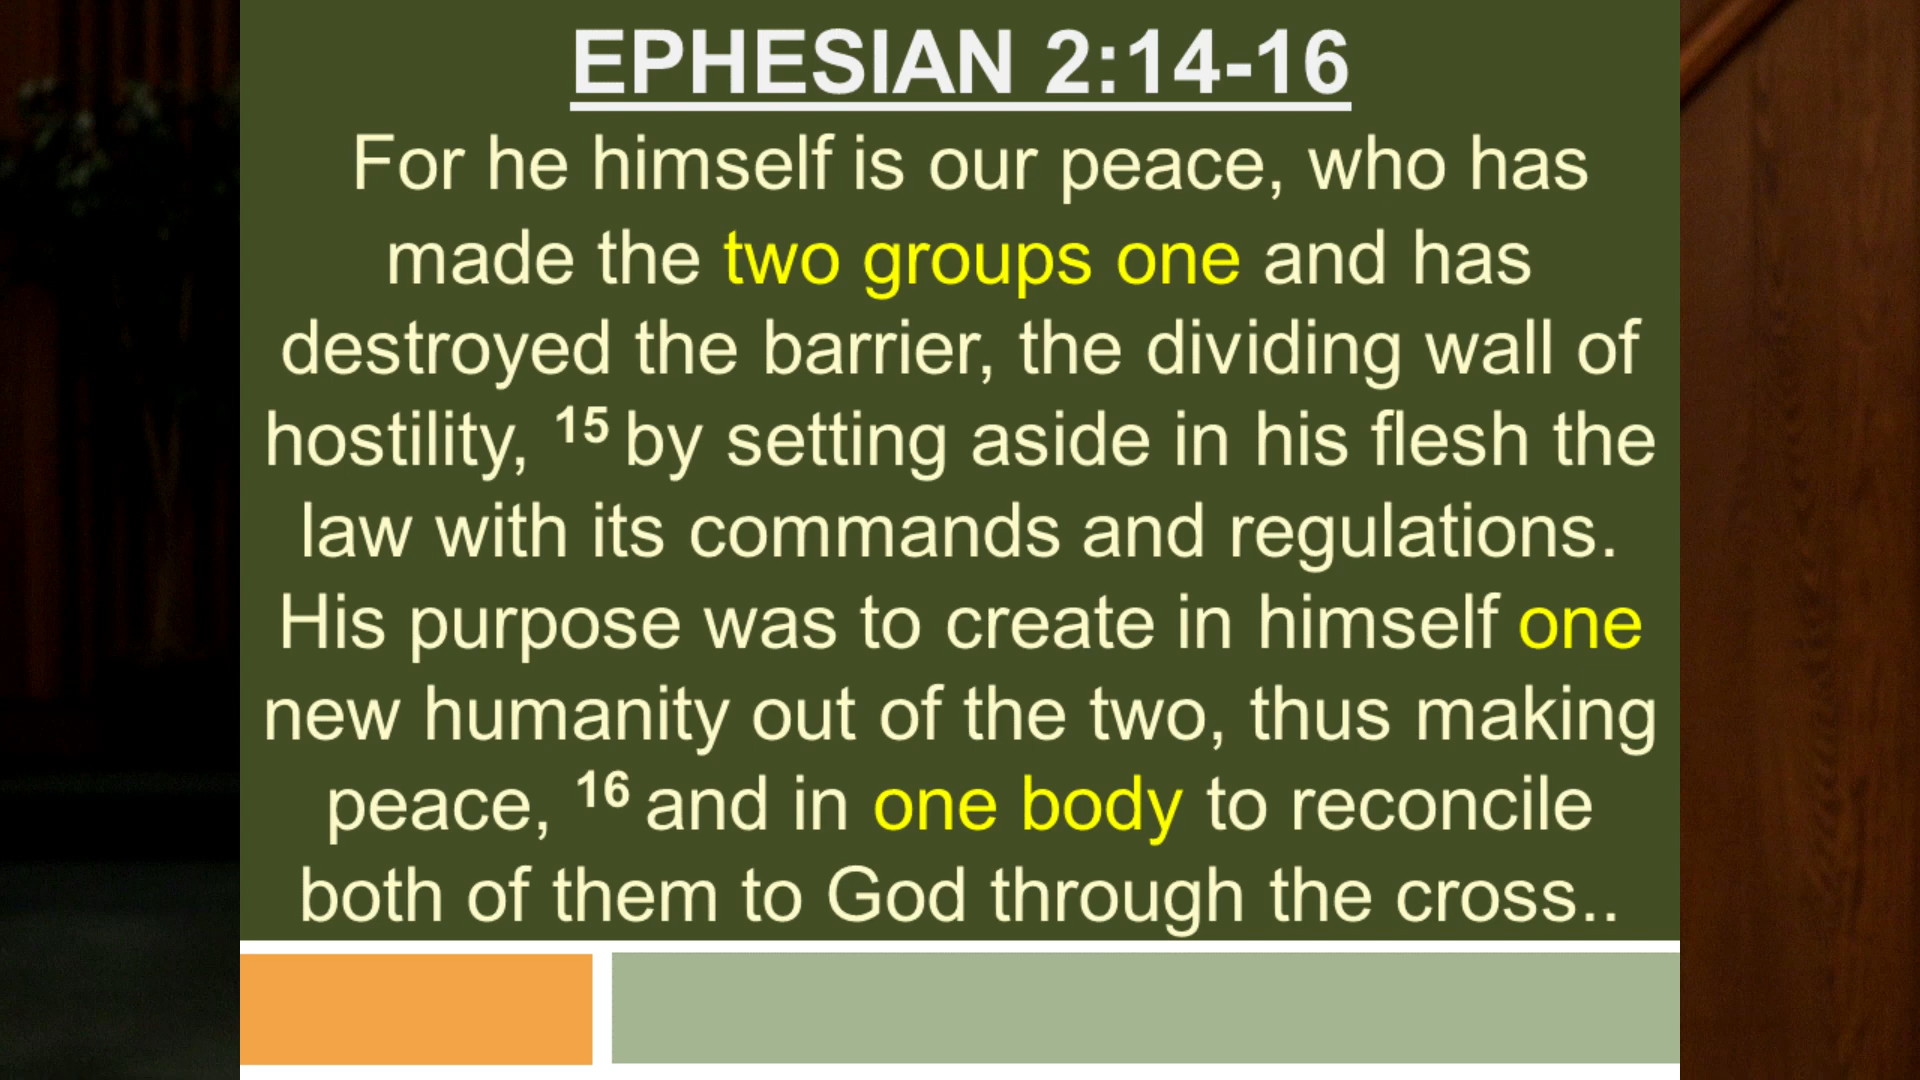 EPHESIAN 2:14-16
For he himself is our peace, who has
made the two groups one and has
destroyed the barrier, the dividing wall of
hostility, 15 by setting aside in his flesh the
law with its commands and regulations.
His purpose was to create in himself one
new humanity out of the two, thus making
peace, 16 and in one body to reconcile
both of them to God through the cross..